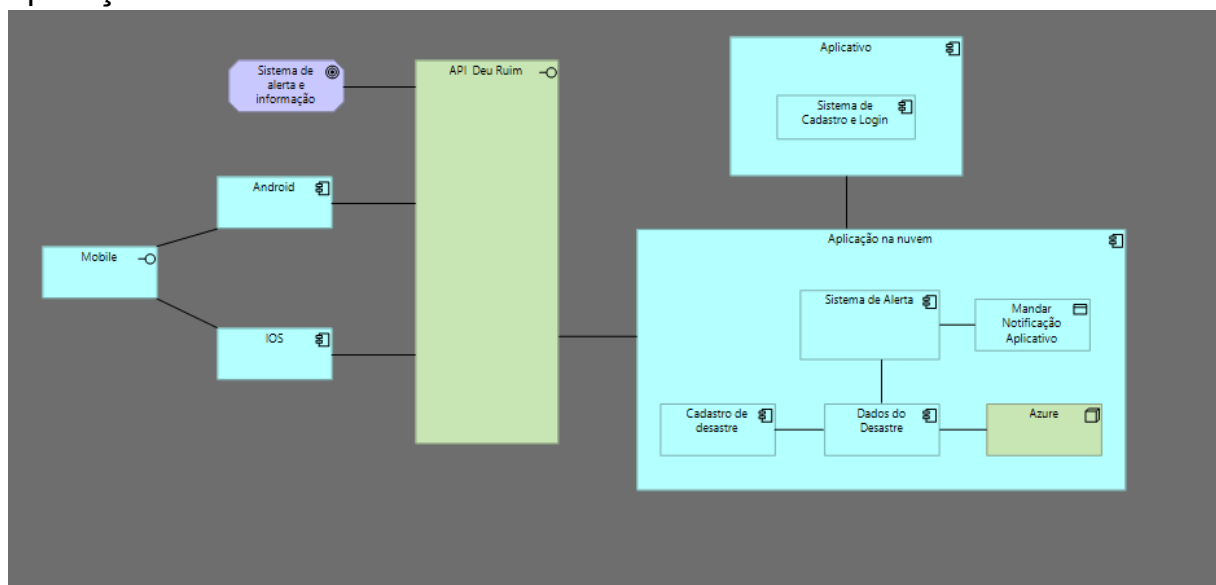 Sistema de
alerta e
informação
API Deu Ruim
Aplicativo
Sistema de
Cadastro e Login
Android
Mobile
IOS
Aplicação na nuvem
Sistema de Alerta
Mandar
Notificação
Aplicativo
Cadastro de
desastre
Dados do
Desastre
Azure